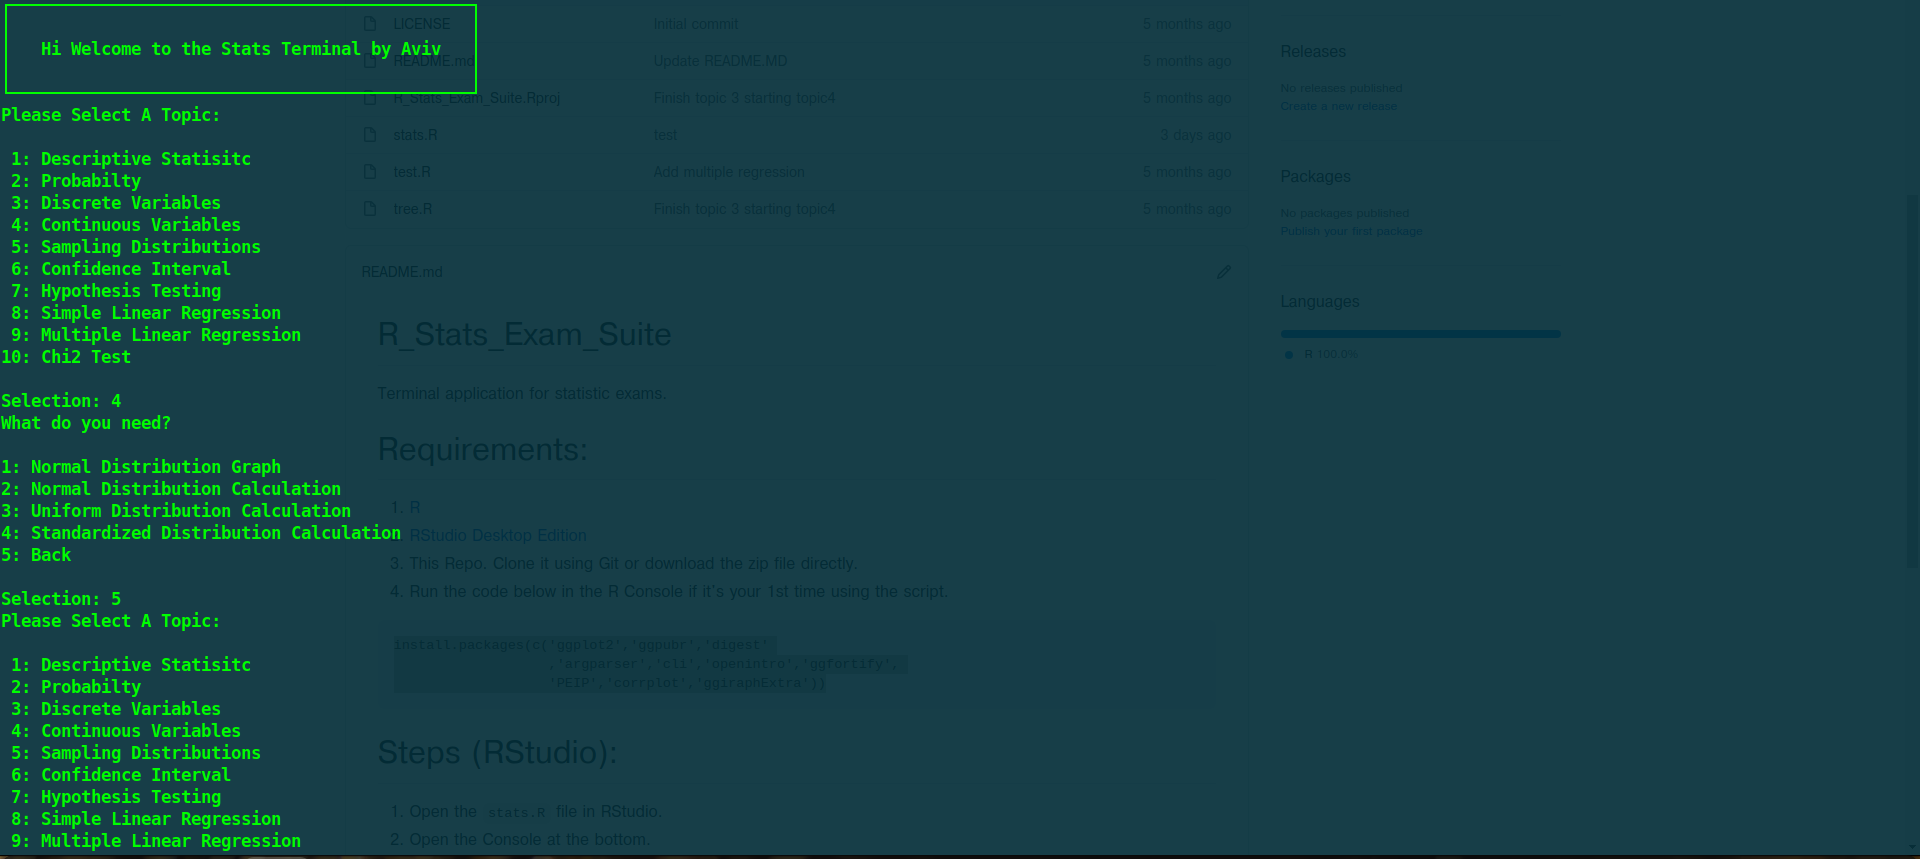 Hi Welcome to the Stats Terminal by Aviv
Please Select A Topic:
1: Descriptive Statisitc
2: Probabilty
3: Discrete Variables
4: Continuous Variables
5: Sampling Distributions
6: Confidence Interval
7: Hypothesis Testing
8: Simple Linear Regression
9: Multiple Linear Regression
10: Chi2 Test
Selection: 4
What do you need?
1: Normal Distribution Graph
2: Normal Distribution Calculation
3: Uniform Distribution Calculation
4: Standardized Distribution Calculation
5: Back
Selection: 5
Please Select A Topic:
1: Descriptive Statisitc
2: Probabilty
3: Discrete Variables
4: Continuous Variables
5: Sampling Distributions
6: Confidence Interval
7: Hypothesis Testing
8: Simple Linear Regression
9: Multiple Linear Regression
LICENSE Initial commit 5 months ago
README.md Update README.MD 5 months ago
R_Stats_Exam_Suite.Rproj Finish topic 3 starting topic4 5 months ago
stats.R test 3 days ago
test.R Add multiple regression 5 months ago
tree.R Finish topic 3 starting topic4 5 months ago
README.md
R_Stats_Exam_Suite
Terminal application for statistic exams.
Requirements:
1. R
RStudio Desktop Edition
3. This Repo, Clone it using Git or download the zip file directly.
4. Run the code below in the R Console if it's your 1st time using the script.
install.packages(c('ggplot2','ggpubr','digest'
,'argparser','cli','openintro','ggfortify',
'PEIP','corrplot','ggiraphExtra'))
Steps (RStudio):
1. Open the stats.R file in RStudio.
2. Open the Console at the bottom.
Releases
No releases published
Create a new release
Packages
No packages published
Publish your first package
Languages
R 100.0%